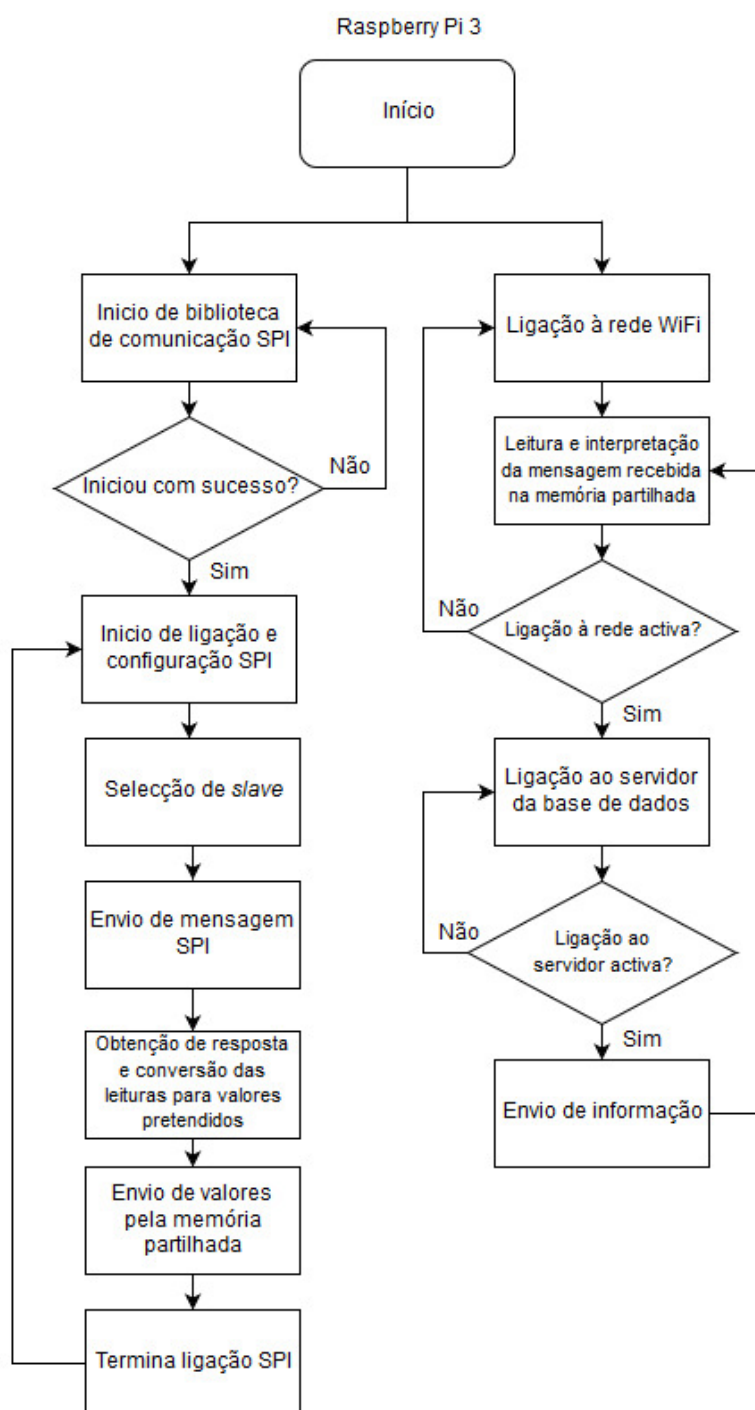 Raspberry Pi 3
Início
Inicio de biblioteca
de comunicação SPI
Não
Iniciou com sucesso?
Sim
Inicio de ligação e
configuração SPI
Selecção de slave
Envio de mensagem
SPI
Obtenção de resposta
e conversão das
leituras para valores
pretendidos
Envio de valores
pela memória
partilhada
Termina ligação SPI
Ligação à rede WiFi
Leitura e interpretação
da mensagem recebida
na memória partilhada
Não
Ligação à rede activa?
Sim
Ligação ao servidor
da base de dados
Não
Ligação ao
servidor activa?
Sim
Envio de informação